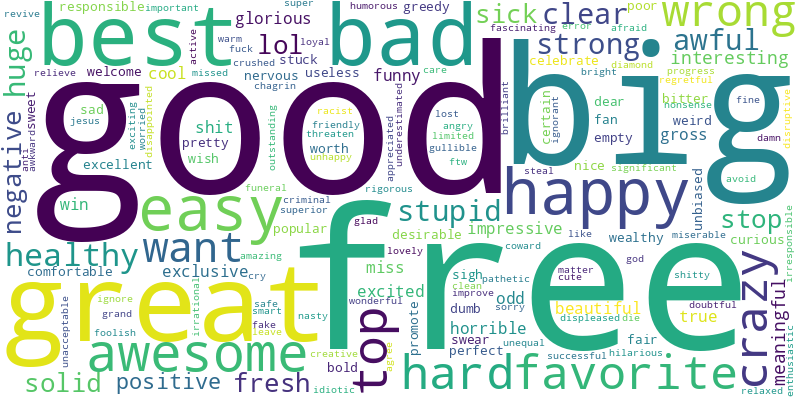 revive
responsible
important
super
humorous
greedy
poor
wrong
best
bad
sick
clear
glorious
warm
fuck
loyal
active
fascinating
error
afraid
huge
lol
strong
awful
relieve
welcome
cool
missed
crushed
stuck
care
celebrate
diamond
interesting
nervous
useless
funny
bright
progress
regretful
chagrin
bitter
nonsense
good
big
sweet
sad
jesus
exciting
worried
disappointed
shit
pretty
wish
outstanding
racist
friendly
threaten
worth
unhappy
appreciated
underestimated
lost
angry
limited
gullible
ftw
brilliant
certain
ignorant
dear
fan
empty
weird
gross
fine
damn
disruptive
negative
anti
awkward
excellent
win
funeral
criminal
superior
rigorous
steal
nice
significant
avoid
happy
unbiased
easy
popular
glad
stupid
desirable
impressive
coward
like
wealthy
god
miserable
stop
curious
healthy
want
free
comfortable
exclusive
amazing
cry
lovely
miss
excited
sigh
clean
pathetic
matter
cute
shitty
doubtful
irresponsible
great
unacceptable
ignore
grand
foolish
irrational
safe
smart
fake
leave
nasty
wonderful
promote
improve
dumb
odd
sorry
beautiful
displeased
die
true
crazy
meaningful
enthusiastic
awesome
top
creative
bold
agree
swear
horrible
perfect
unequal
successful
fair
hilarious
solid
positive
fresh
idiotic
hard
favorite
relaxed